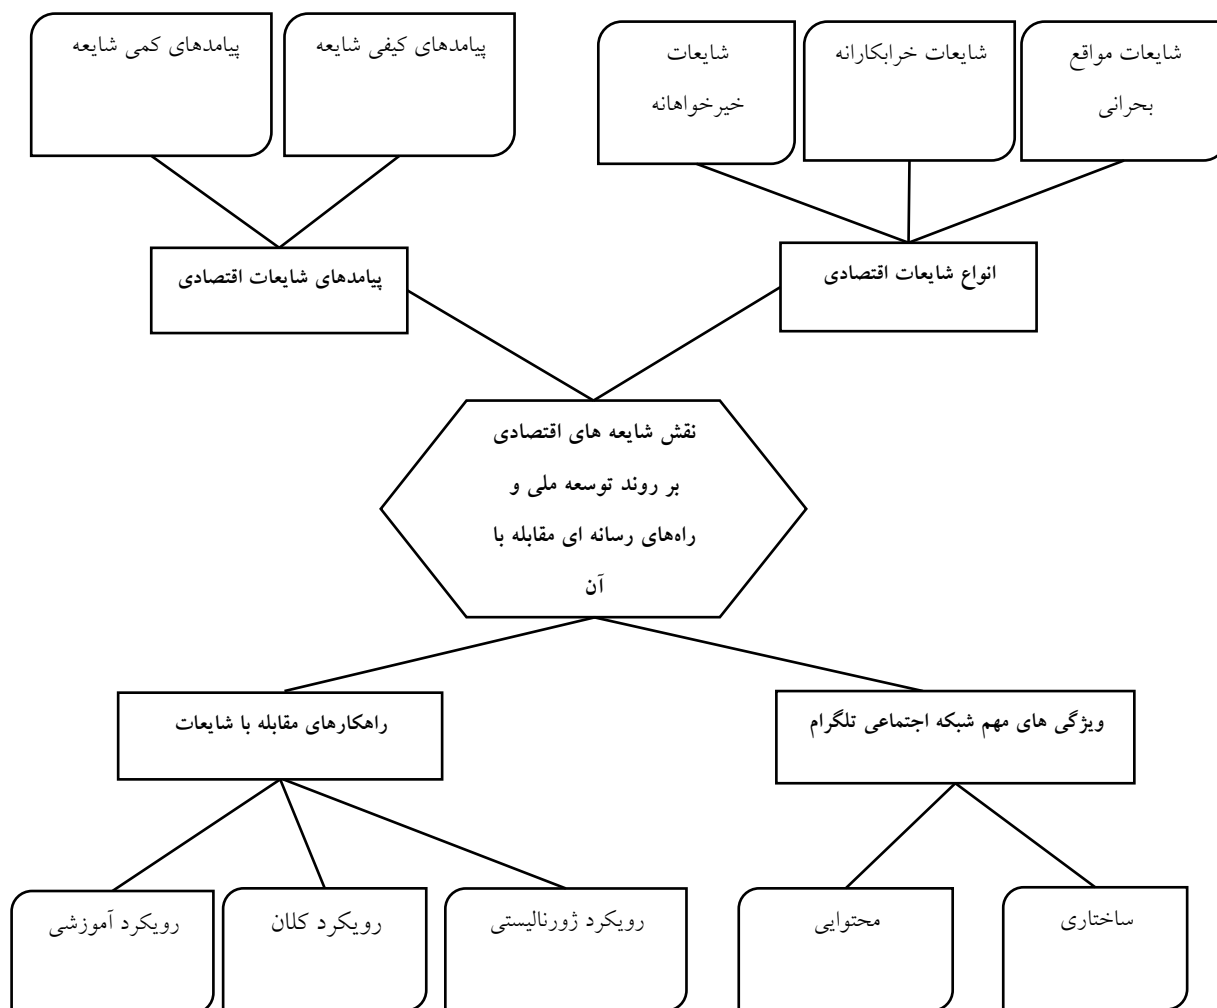 شایعات مواقع
بحرانی
شایعات خرابکارانه
شایعات
خیرخواهانه
پیامدهای کیفی شایعه
پیامدهای کمی شایعه
انواع شایعات اقتصادی
پیامدهای شایعات اقتصادی
نقش شایعه های اقتصادی
بر روند توسعه ملی و
راه‌های رسانه ای مقابله با
آن
ویژگی های مهم شبکه اجتماعی تلگرام
راهکارهای مقابله با شایعات
ساختاری
محتوایی
رویکرد ژورنالیستی
رویکرد کلان
رویکرد آموزشی